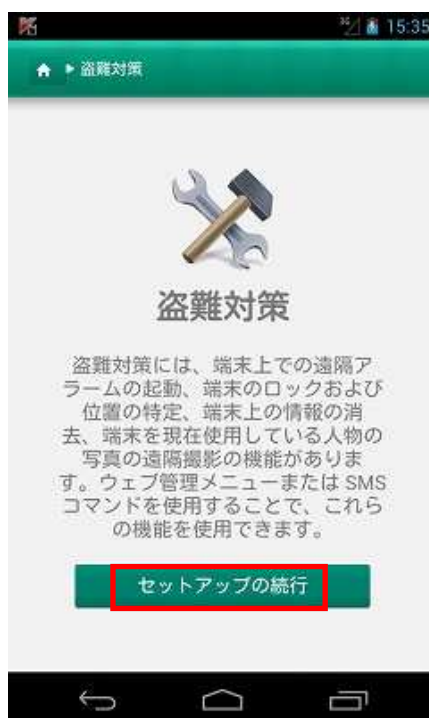 3G 15:35
盗難対策
盗難対策
盗難対策には、端末上での遠隔ア
ラームの起動、端末のロックおよび
位置の特定、端末上の情報の消
去、端末を現在使用している人物の
写真の遠隔撮影の機能がありま
す。ウェブ管理メニューまたは SMS
コマンドを使用することで、これら
の機能を使用できます。
セットアップの続行